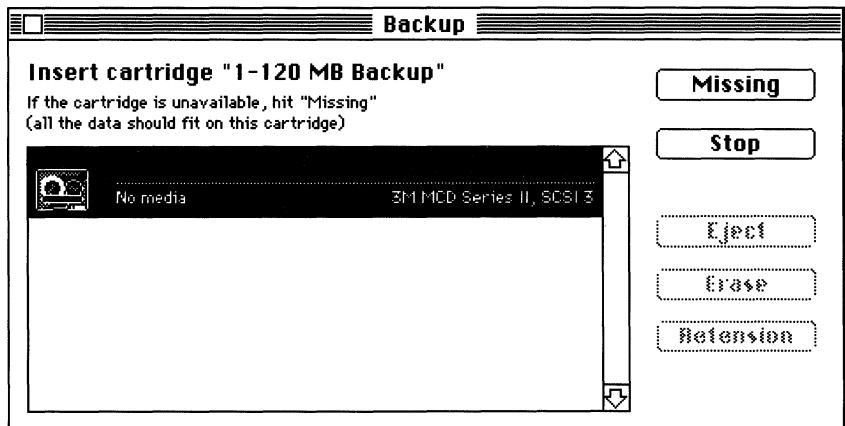 Backup
Insert cartridge "1-120 MB Backup"
If the cartridge is unavailable, hit "Missing"
(all the data should fit on this cartridge)
No media 3M MCD Series II, SCSI 3
Missing
Stop
Eject
Erase
Retension